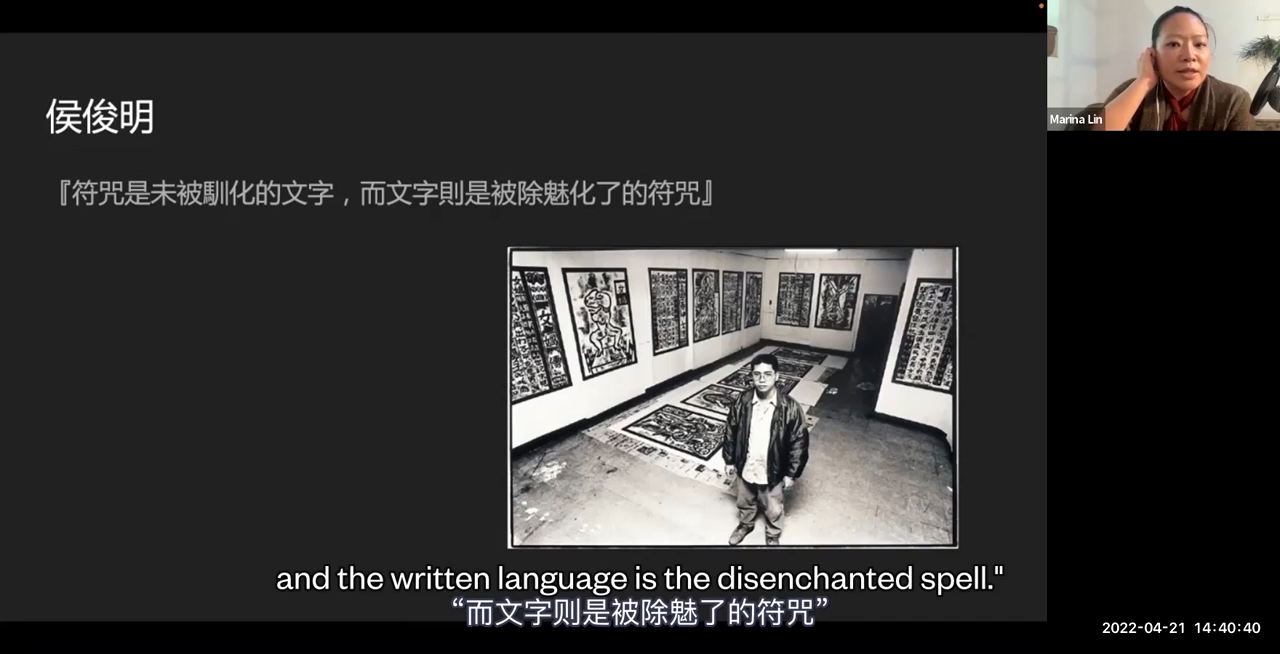 侯俊明
『符咒是未被馴化的文字，而文字則是被除魅化了的符咒』
Marina Lin
and the written language is the disenchanted spell."
“而文字则是被除魅了的符咒”
2022-04-21 14:40:40